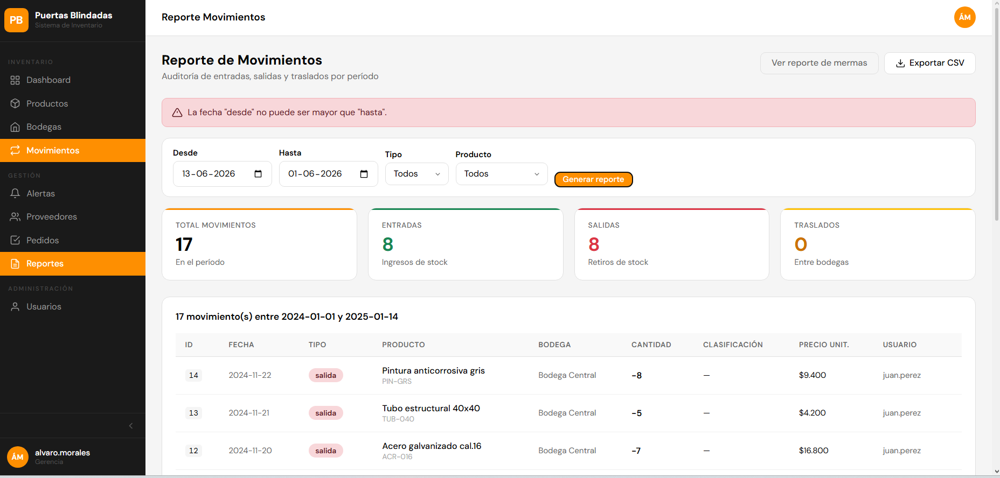 PB
Puertas Blindadas
Sistema de Inventario
INVENTARIO
Dashboard
Productos
Bodegas
Movimientos
GESTIÓN
Alertas
Proveedores
Pedidos
Reportes
ADMINISTRACIÓN
Usuarios
ÁM
alvaro.morales
Gerencia
Reporte Movimientos
ÁM
Reporte de Movimientos
Auditoría de entradas, salidas y traslados por período
Ver reporte de mermas
Exportar CSV
La fecha "desde" no puede ser mayor que "hasta".
Desde
13-06-2026
Hasta
01-06-2026
Tipo
Todos
Producto
Todos
Generar reporte
TOTAL MOVIMIENTOS
17
En el período
ENTRADAS
8
Ingresos de stock
SALIDAS
8
Retiros de stock
TRASLADOS
0
Entre bodegas
17 movimiento(s) entre 2024-01-01 y 2025-01-14
ID FECHA TIPO PRODUCTO BODEGA CANTIDAD CLASIFICACIÓN PRECIO UNIT. USUARIO
14 2024-11-22 salida Pintura anticorrosiva gris Bodega Central -8 — $9.400 juan.perez
PIN-GRS
13 2024-11-21 salida Tubo estructural 40x40 Bodega Central -5 — $4.200 juan.perez
TUB-040
12 2024-11-20 salida Acero galvanizado cal.16 Bodega Central -7 — $16.800 juan.perez
ACR-016